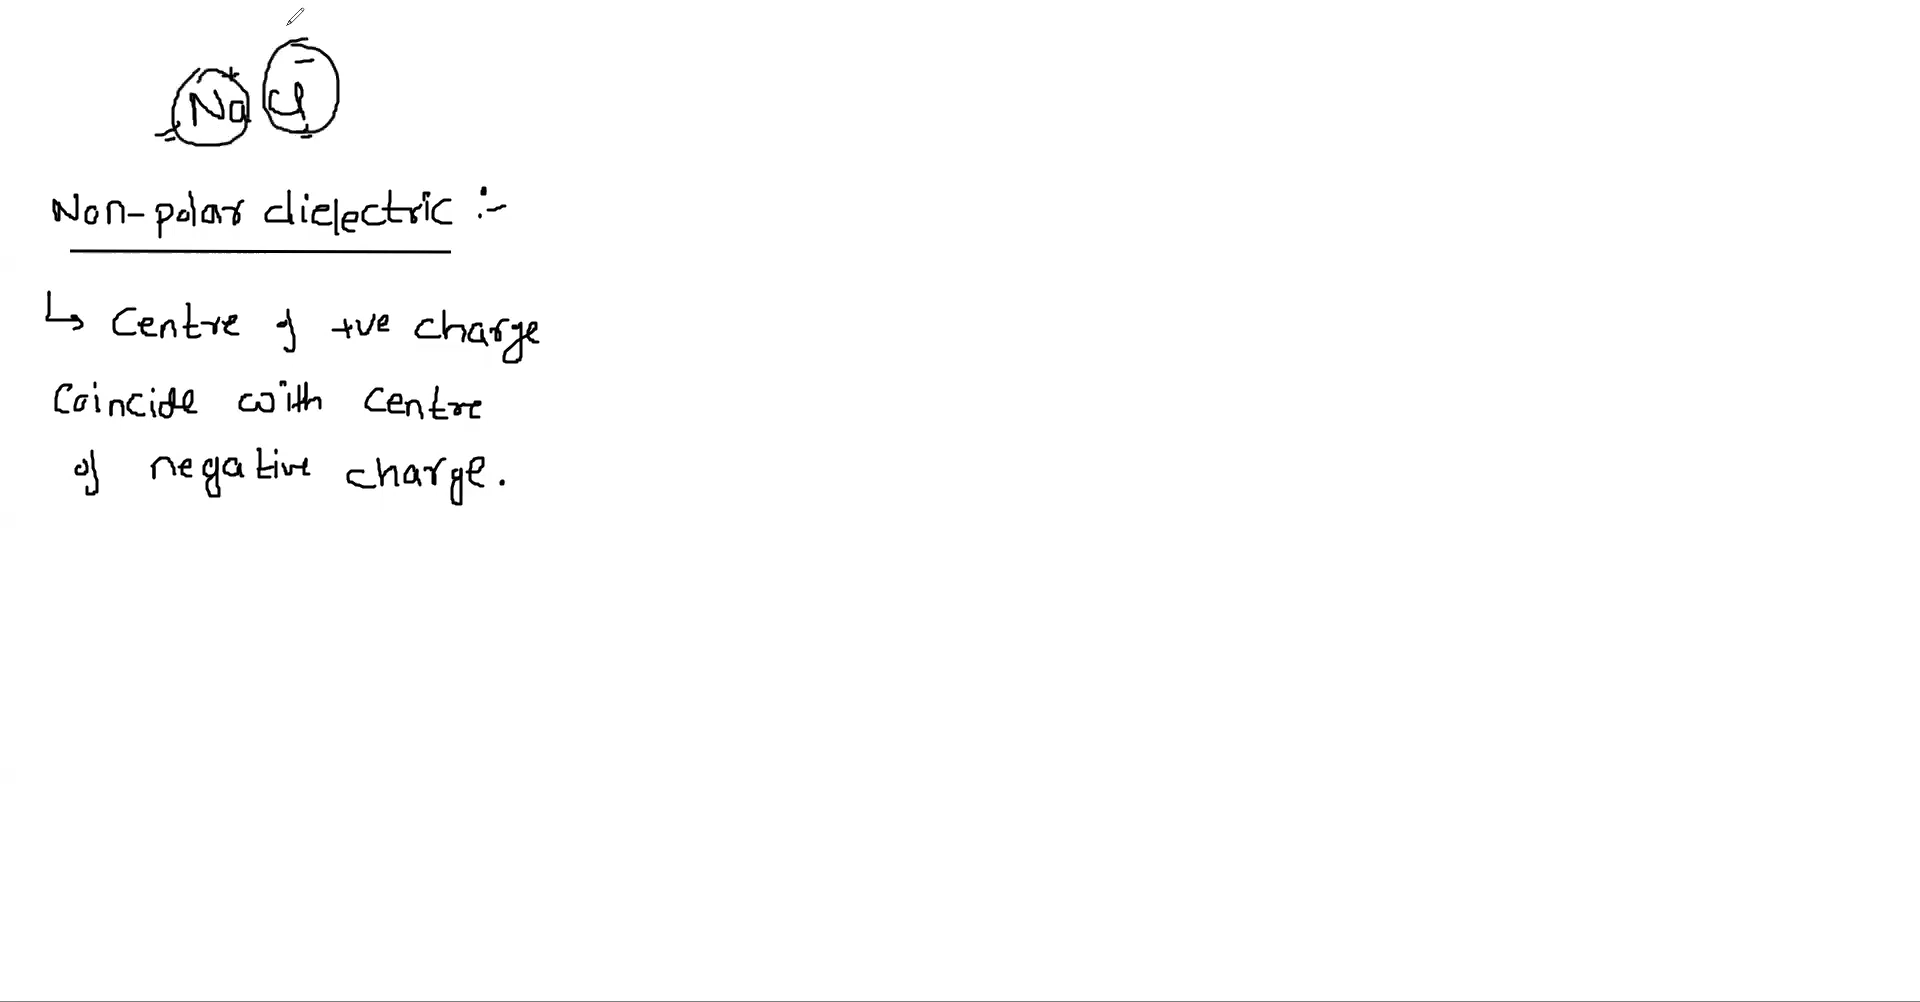 Na⁺ Cl⁻
Non-polar dielectric :-
↳ Centre of +ve charge
Coincide with centre
of negative charge.